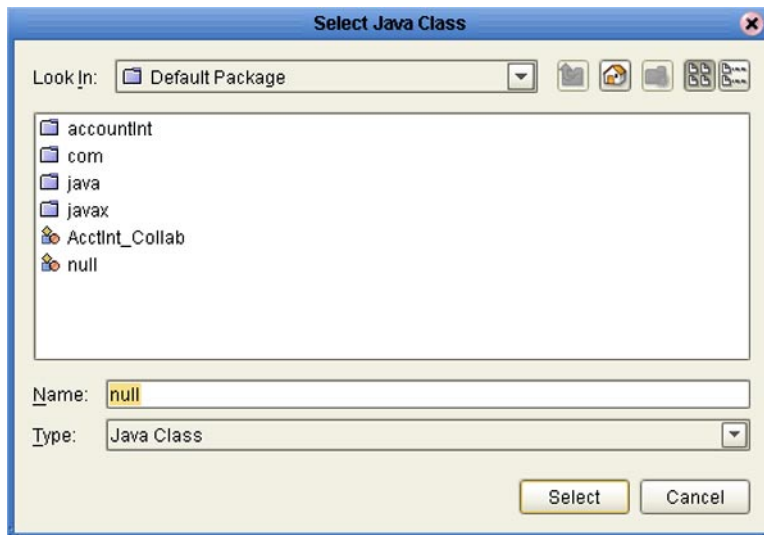 Select Java Class
Look In: Default Package
accountInt
com
java
javax
AcctInt_Collab
null
Name: null
Type: Java Class
Select Cancel